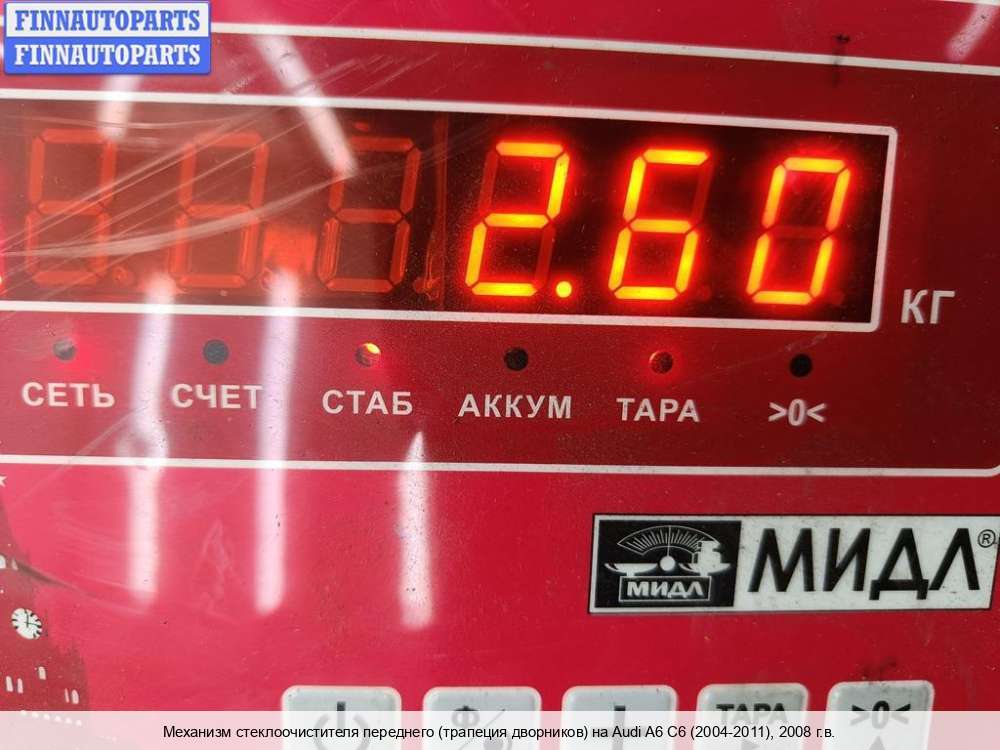 FINNAUTOPARTS
FINNAUTOPARTS
2.60
КГ
СЕТЬ СЧЕТ СТАБ АККУМ ТАРА >0<
МИДЛ МИДЛ®
ТАРА >0<
Механизм стеклоочистителя переднего (трапеция дворников) на Audi A6 C6 (2004-2011), 2008 г.в.